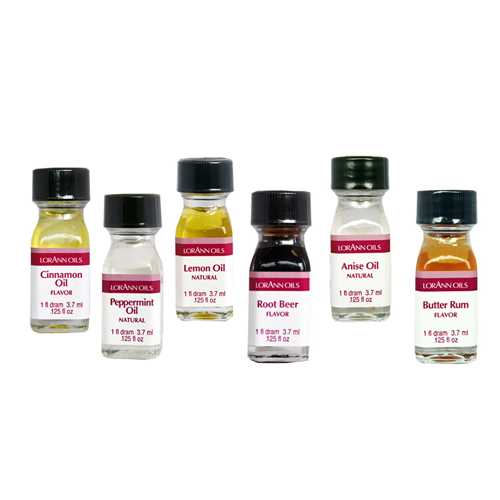 LORANN OILS
Cinnamon
Oil
FLAVOR
1 fl dram 3.7 ml
.125 fl oz
LORANN OILS
Peppermint
Oil
NATURAL
1 fl dram 3.7 ml
.125 fl oz
LORANN OILS
Lemon Oil
NATURAL
1 fl dram 3.7 ml
.125 fl oz
LORANN OILS
Root Beer
FLAVOR
1 fl dram 3.7 ml
.125 fl oz
LORANN OILS
Anise Oil
NATURAL
1 fl dram 3.7 ml
.125 fl oz
LORANN OILS
Butter Rum
FLAVOR
1 fl dram 3.7 ml
.125 fl oz